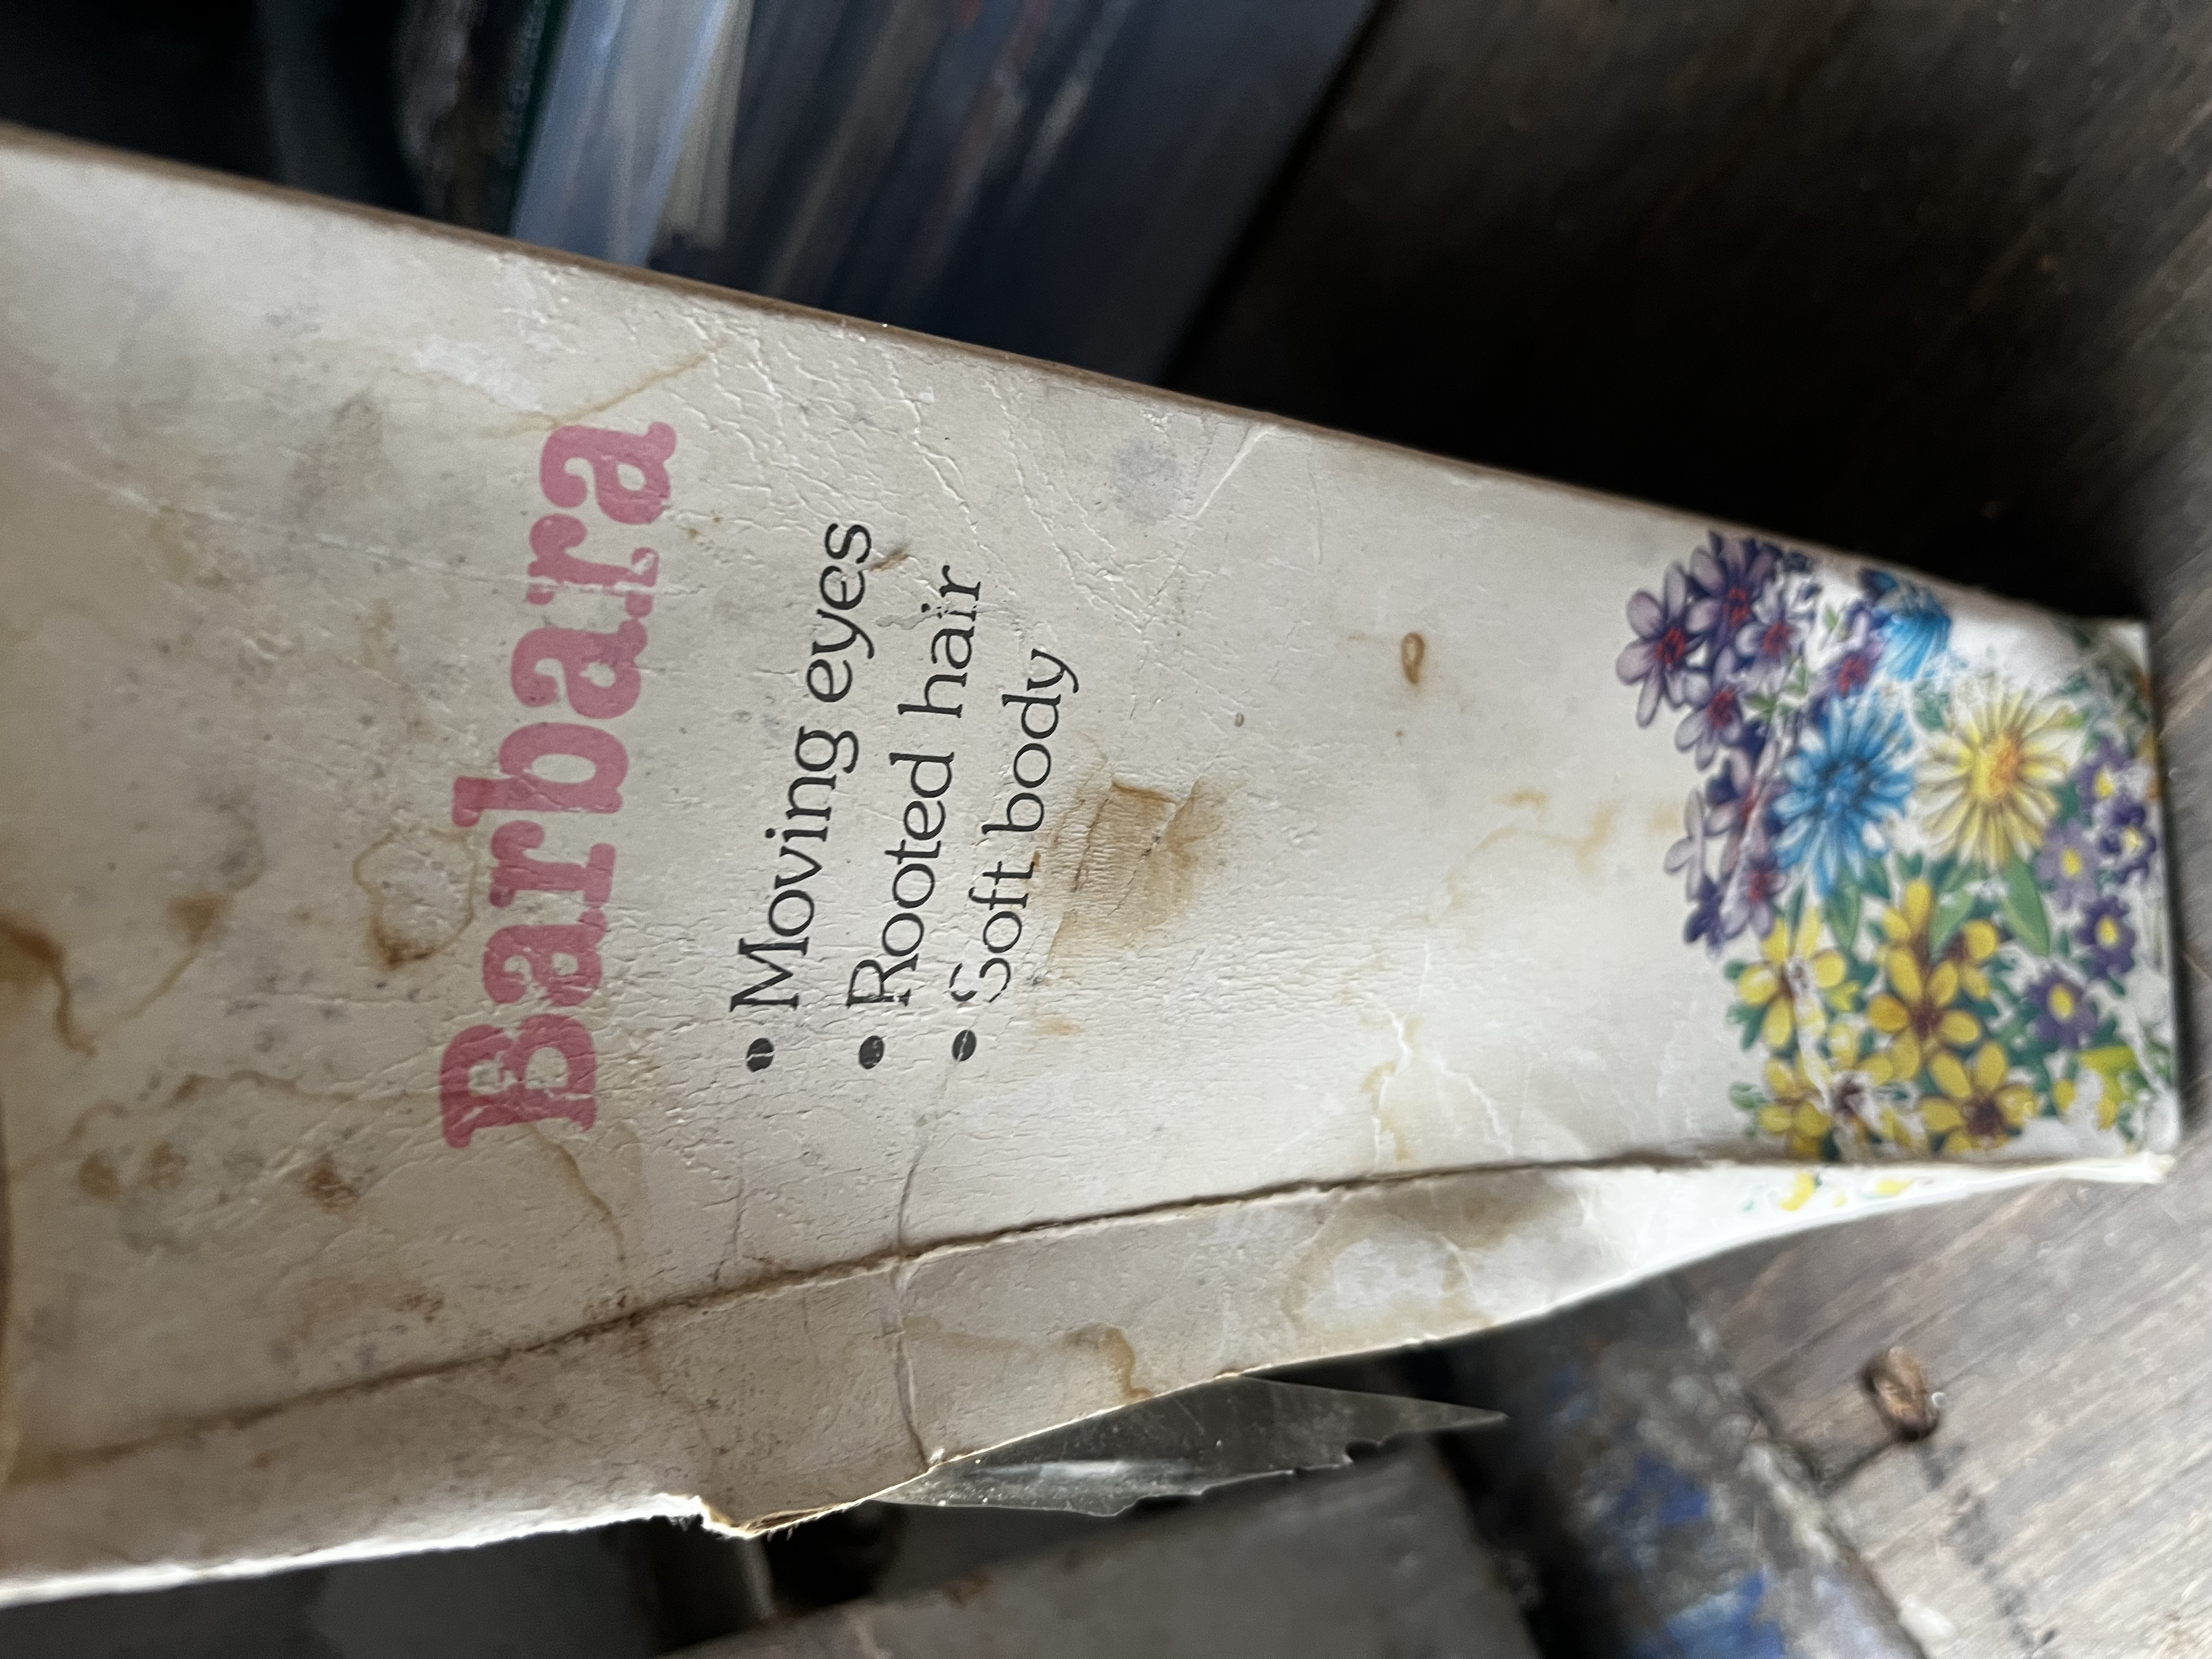 Barbara
• Moving eyes
• Rooted hair
• Soft body